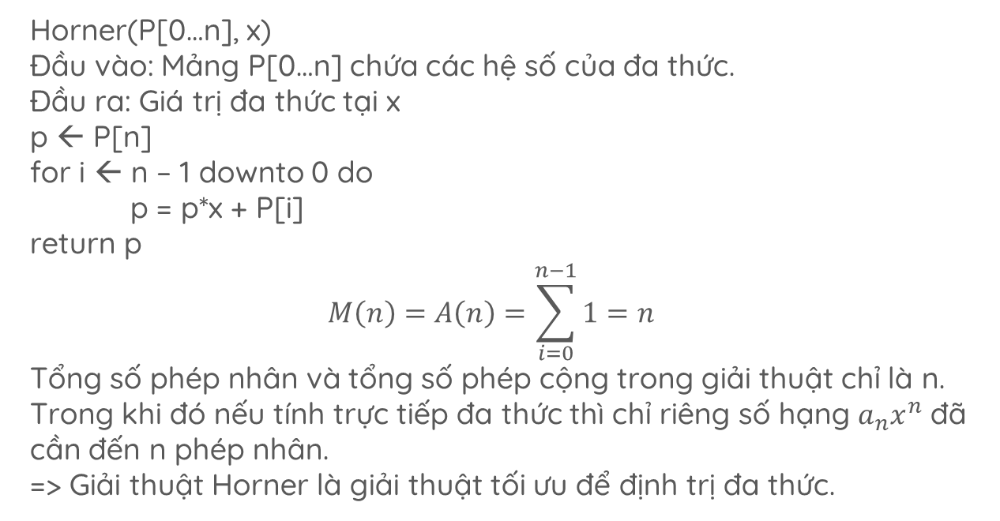 Horner(P[0...n], x)
Đầu vào: Mảng P[0...n] chứa các hệ số của đa thức.
Đầu ra: Giá trị đa thức tại x
p ← P[n]
for i ← n – 1 downto 0 do
p = p*x + P[i]
return p
M(n) = A(n) = ∑_{i=0}^{n−1} 1 = n
Tổng số phép nhân và tổng số phép cộng trong giải thuật chỉ là n.
Trong khi đó nếu tính trực tiếp đa thức thì chỉ riêng số hạng aₙxⁿ đã
cần đến n phép nhân.
=> Giải thuật Horner là giải thuật tối ưu để định trị đa thức.